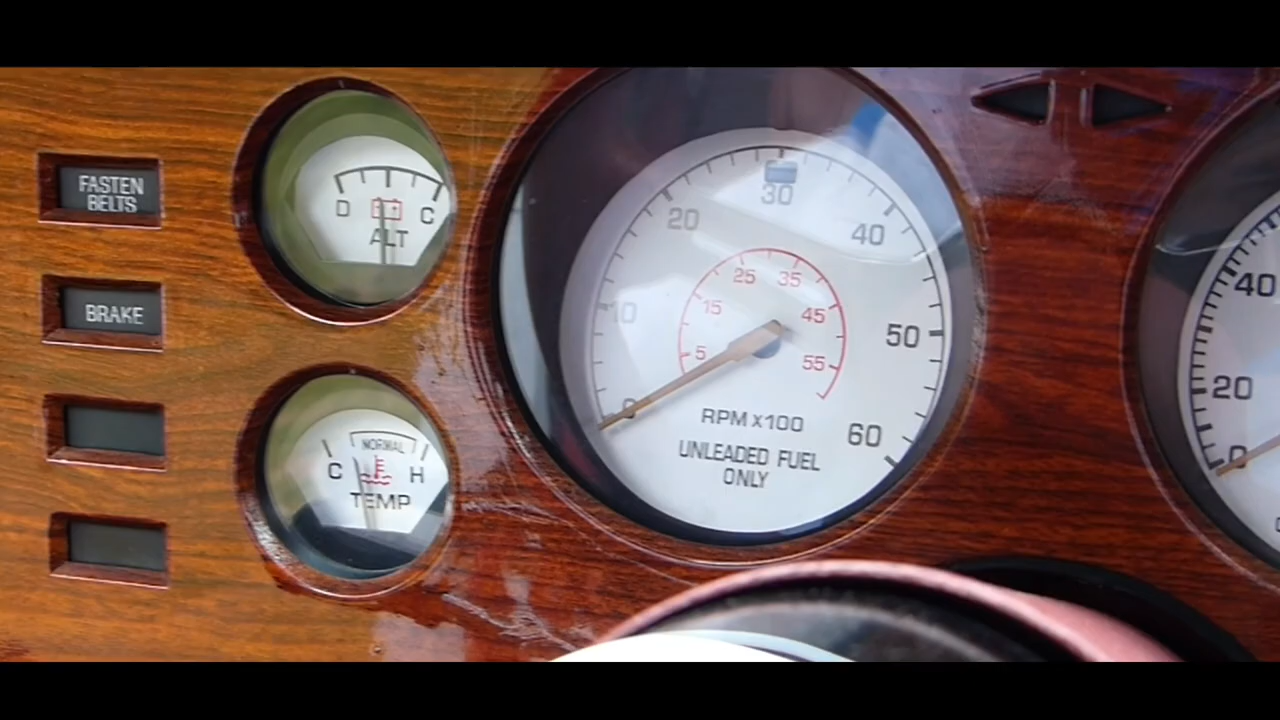 FASTEN
BELTS
BRAKE
D
C
ALT
C
NORMAL
H
TEMP
0
10
20
30
40
50
60
5
15
25
35
45
55
RPM x100
UNLEADED FUEL
ONLY
40
20
0